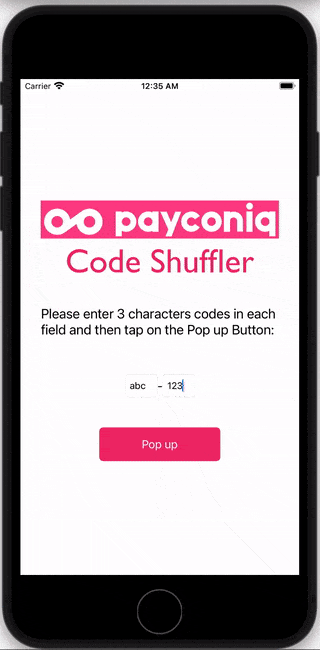 Carrier 12:35 AM
payconiq
Code Shuffler
Please enter 3 characters codes in each
field and then tap on the Pop up Button:
abc - 123
Pop up